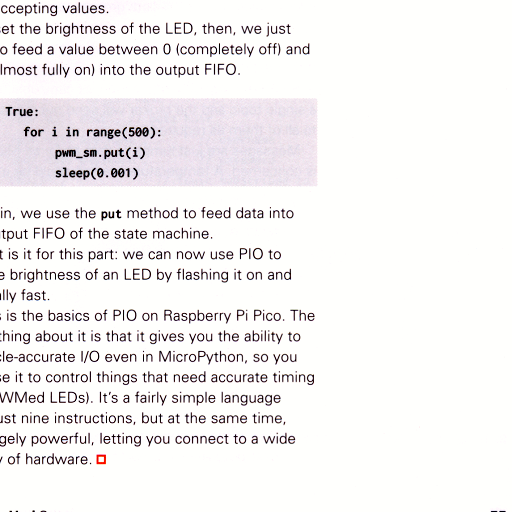 ccepting values.
et the brightness of the LED, then, we just
o feed a value between 0 (completely off) and
lmost fully on) into the output FIFO.
True:
for i in range(500):
pwm_sm.put(i)
sleep(0.001)
in, we use the put method to feed data into
tput FIFO of the state machine.
t is it for this part: we can now use PIO to
e brightness of an LED by flashing it on and
lly fast.
s is the basics of PIO on Raspberry Pi Pico. The
thing about it is that it gives you the ability to
cle-accurate I/O even in MicroPython, so you
se it to control things that need accurate timing
WMed LEDs). It's a fairly simple language
ust nine instructions, but at the same time,
gely powerful, letting you connect to a wide
y of hardware.